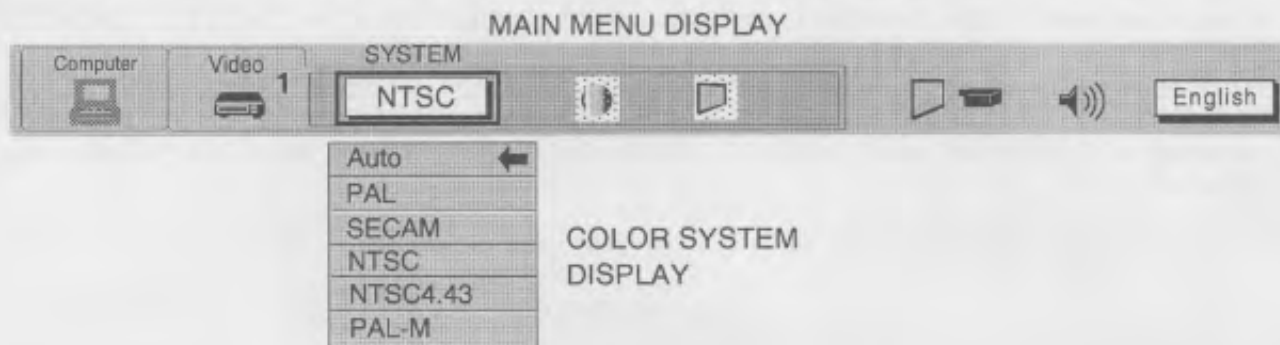 MAIN MENU DISPLAY
Computer
Video
1
SYSTEM
NTSC
English
Auto
PAL
SECAM
NTSC
NTSC4.43
PAL-M
COLOR SYSTEM
DISPLAY